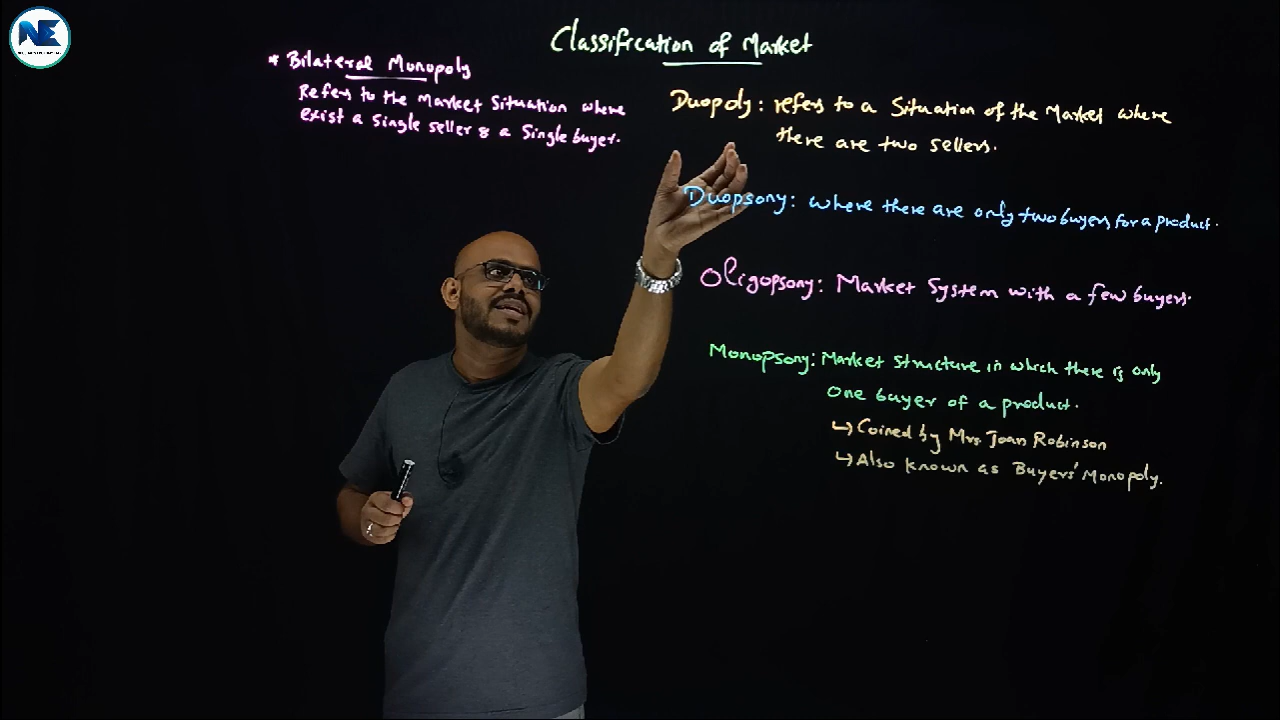 NE
Classification of Market
* Bilateral Monopoly
Refers to the Market Situation where
exist a Single seller & a Single buyer.
Duopoly: refers to a Situation of the Market where
there are two sellers.
Duopsony: where there are only two buyers for a product.
Oligopsony: Market System with a few buyers.
Monopsony: Market structure in which there is only
One buyer of a product.
↳ Coined by Mrs Joan Robinson
↳ Also known as Buyers' Monopoly.